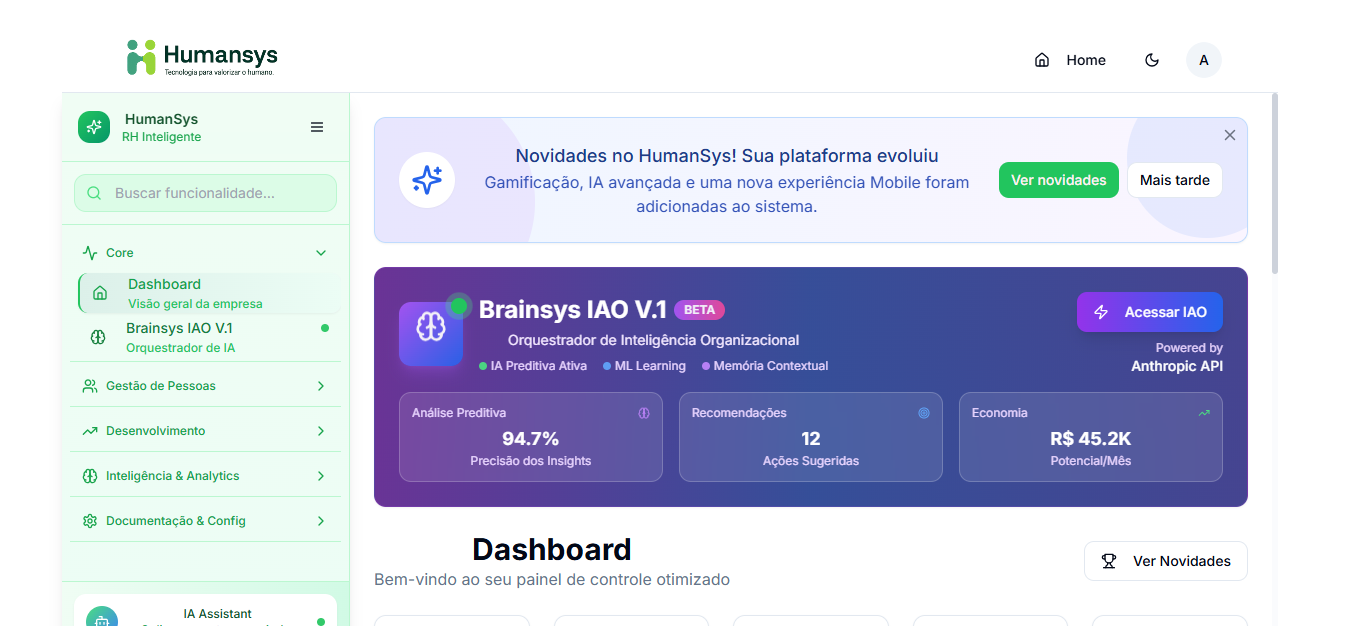 Humansys
Tecnologia para valorizar o humano.
Home
A
HumanSys
RH Inteligente
Buscar funcionalidade...
Core
Dashboard
Visão geral da empresa
Brainsys IAO V.1
Orquestrador de IA
Gestão de Pessoas
Desenvolvimento
Inteligência & Analytics
Documentação & Config
IA Assistant
Novidades no HumanSys! Sua plataforma evoluiu
Gamificação, IA avançada e uma nova experiência Mobile foram
adicionadas ao sistema.
Ver novidades
Mais tarde
Brainsys IAO V.1
BETA
Orquestrador de Inteligência Organizacional
IA Preditiva Ativa
ML Learning
Memória Contextual
Acessar IAO
Powered by
Anthropic API
Análise Preditiva
94.7%
Precisão dos Insights
Recomendações
12
Ações Sugeridas
Economia
R$ 45.2K
Potencial/Mês
Dashboard
Bem-vindo ao seu painel de controle otimizado
Ver Novidades